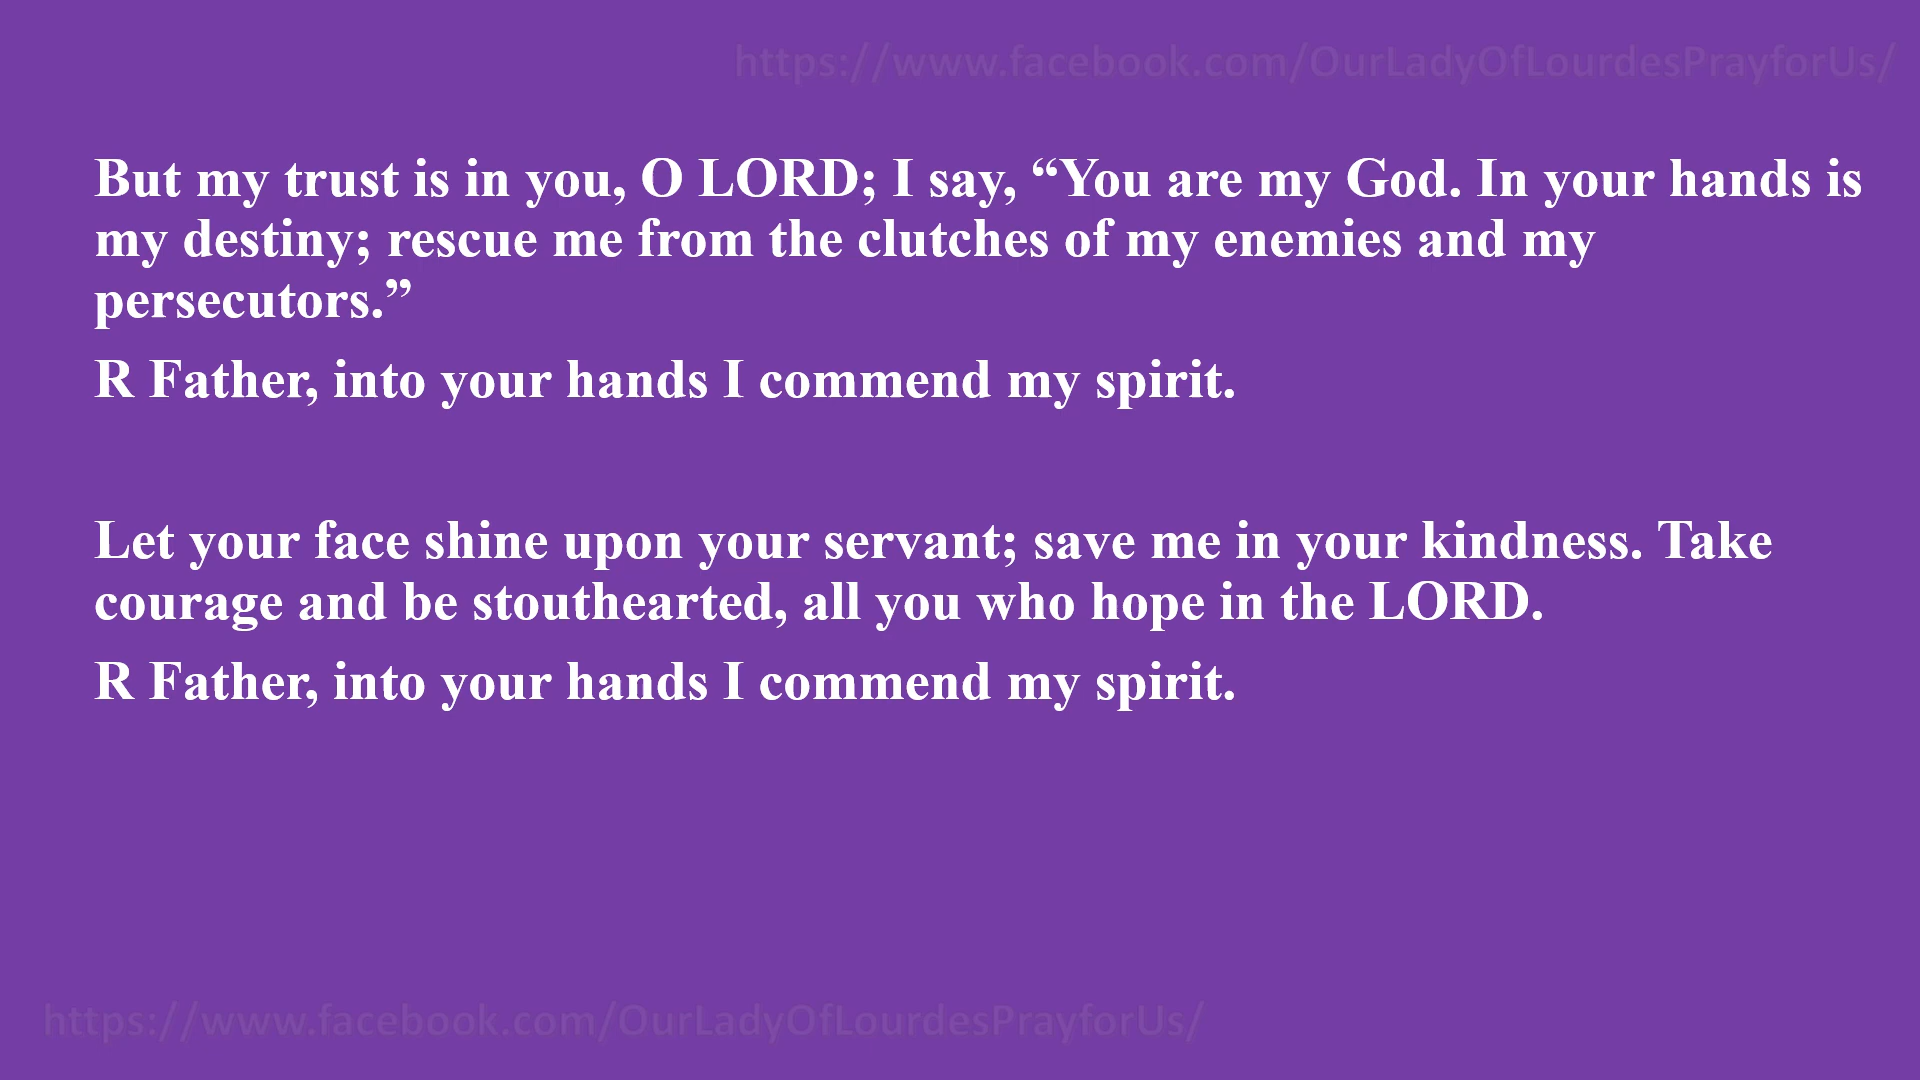 https://www.facebook.com/OurLadyOfLourdesPrayforUs/
But my trust is in you, O LORD; I say, “You are my God. In your hands is
my destiny; rescue me from the clutches of my enemies and my
persecutors.”
R Father, into your hands I commend my spirit.
Let your face shine upon your servant; save me in your kindness. Take
courage and be stouthearted, all you who hope in the LORD.
R Father, into your hands I commend my spirit.
https://www.facebook.com/OurLadyOfLourdesPrayforUs/